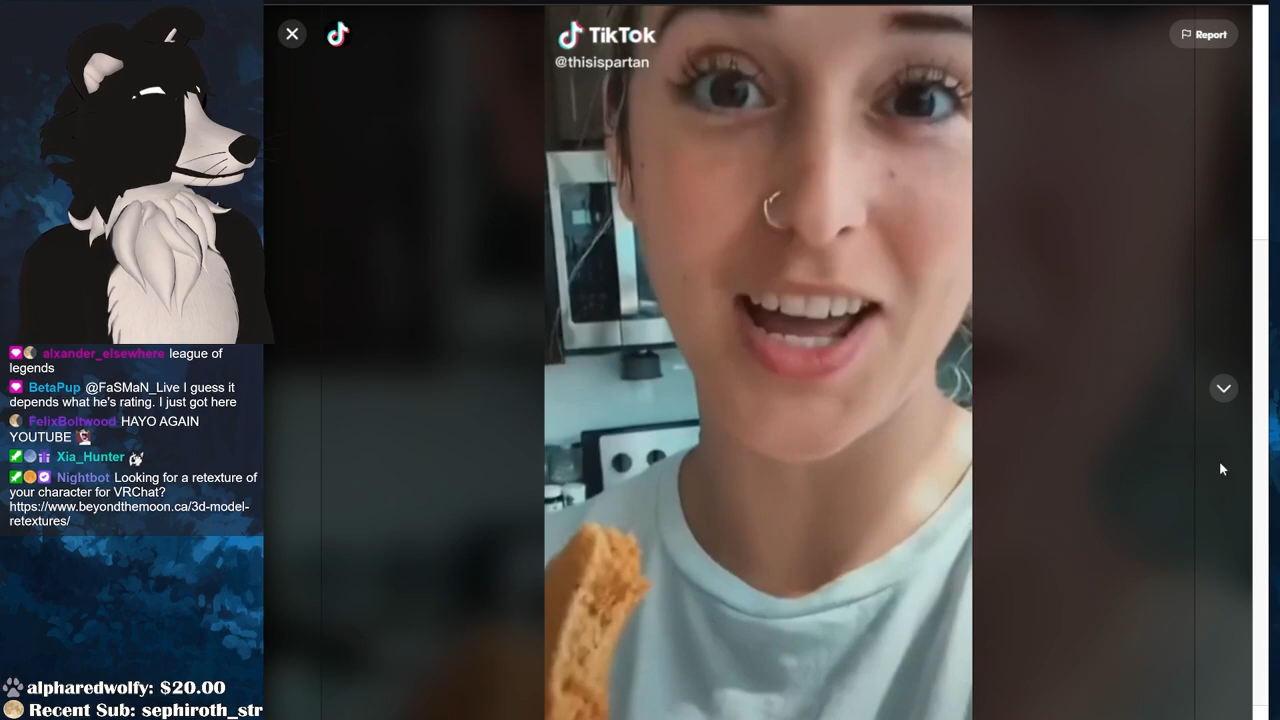 TikTok
@thisispartan
Report
alxander_elsewhere league of
legends
BetaPup @FaSMaN_Live I guess it
depends what he's rating. I just got here
FelixBoltwood HAYO AGAIN
YOUTUBE
Xia_Hunter
Nightbot Looking for a retexture of
your character for VRChat?
https://www.beyondthemoon.ca/3d-model-
retextures/
alpharedwolfy: $20.00
Recent Sub: sephiroth_str